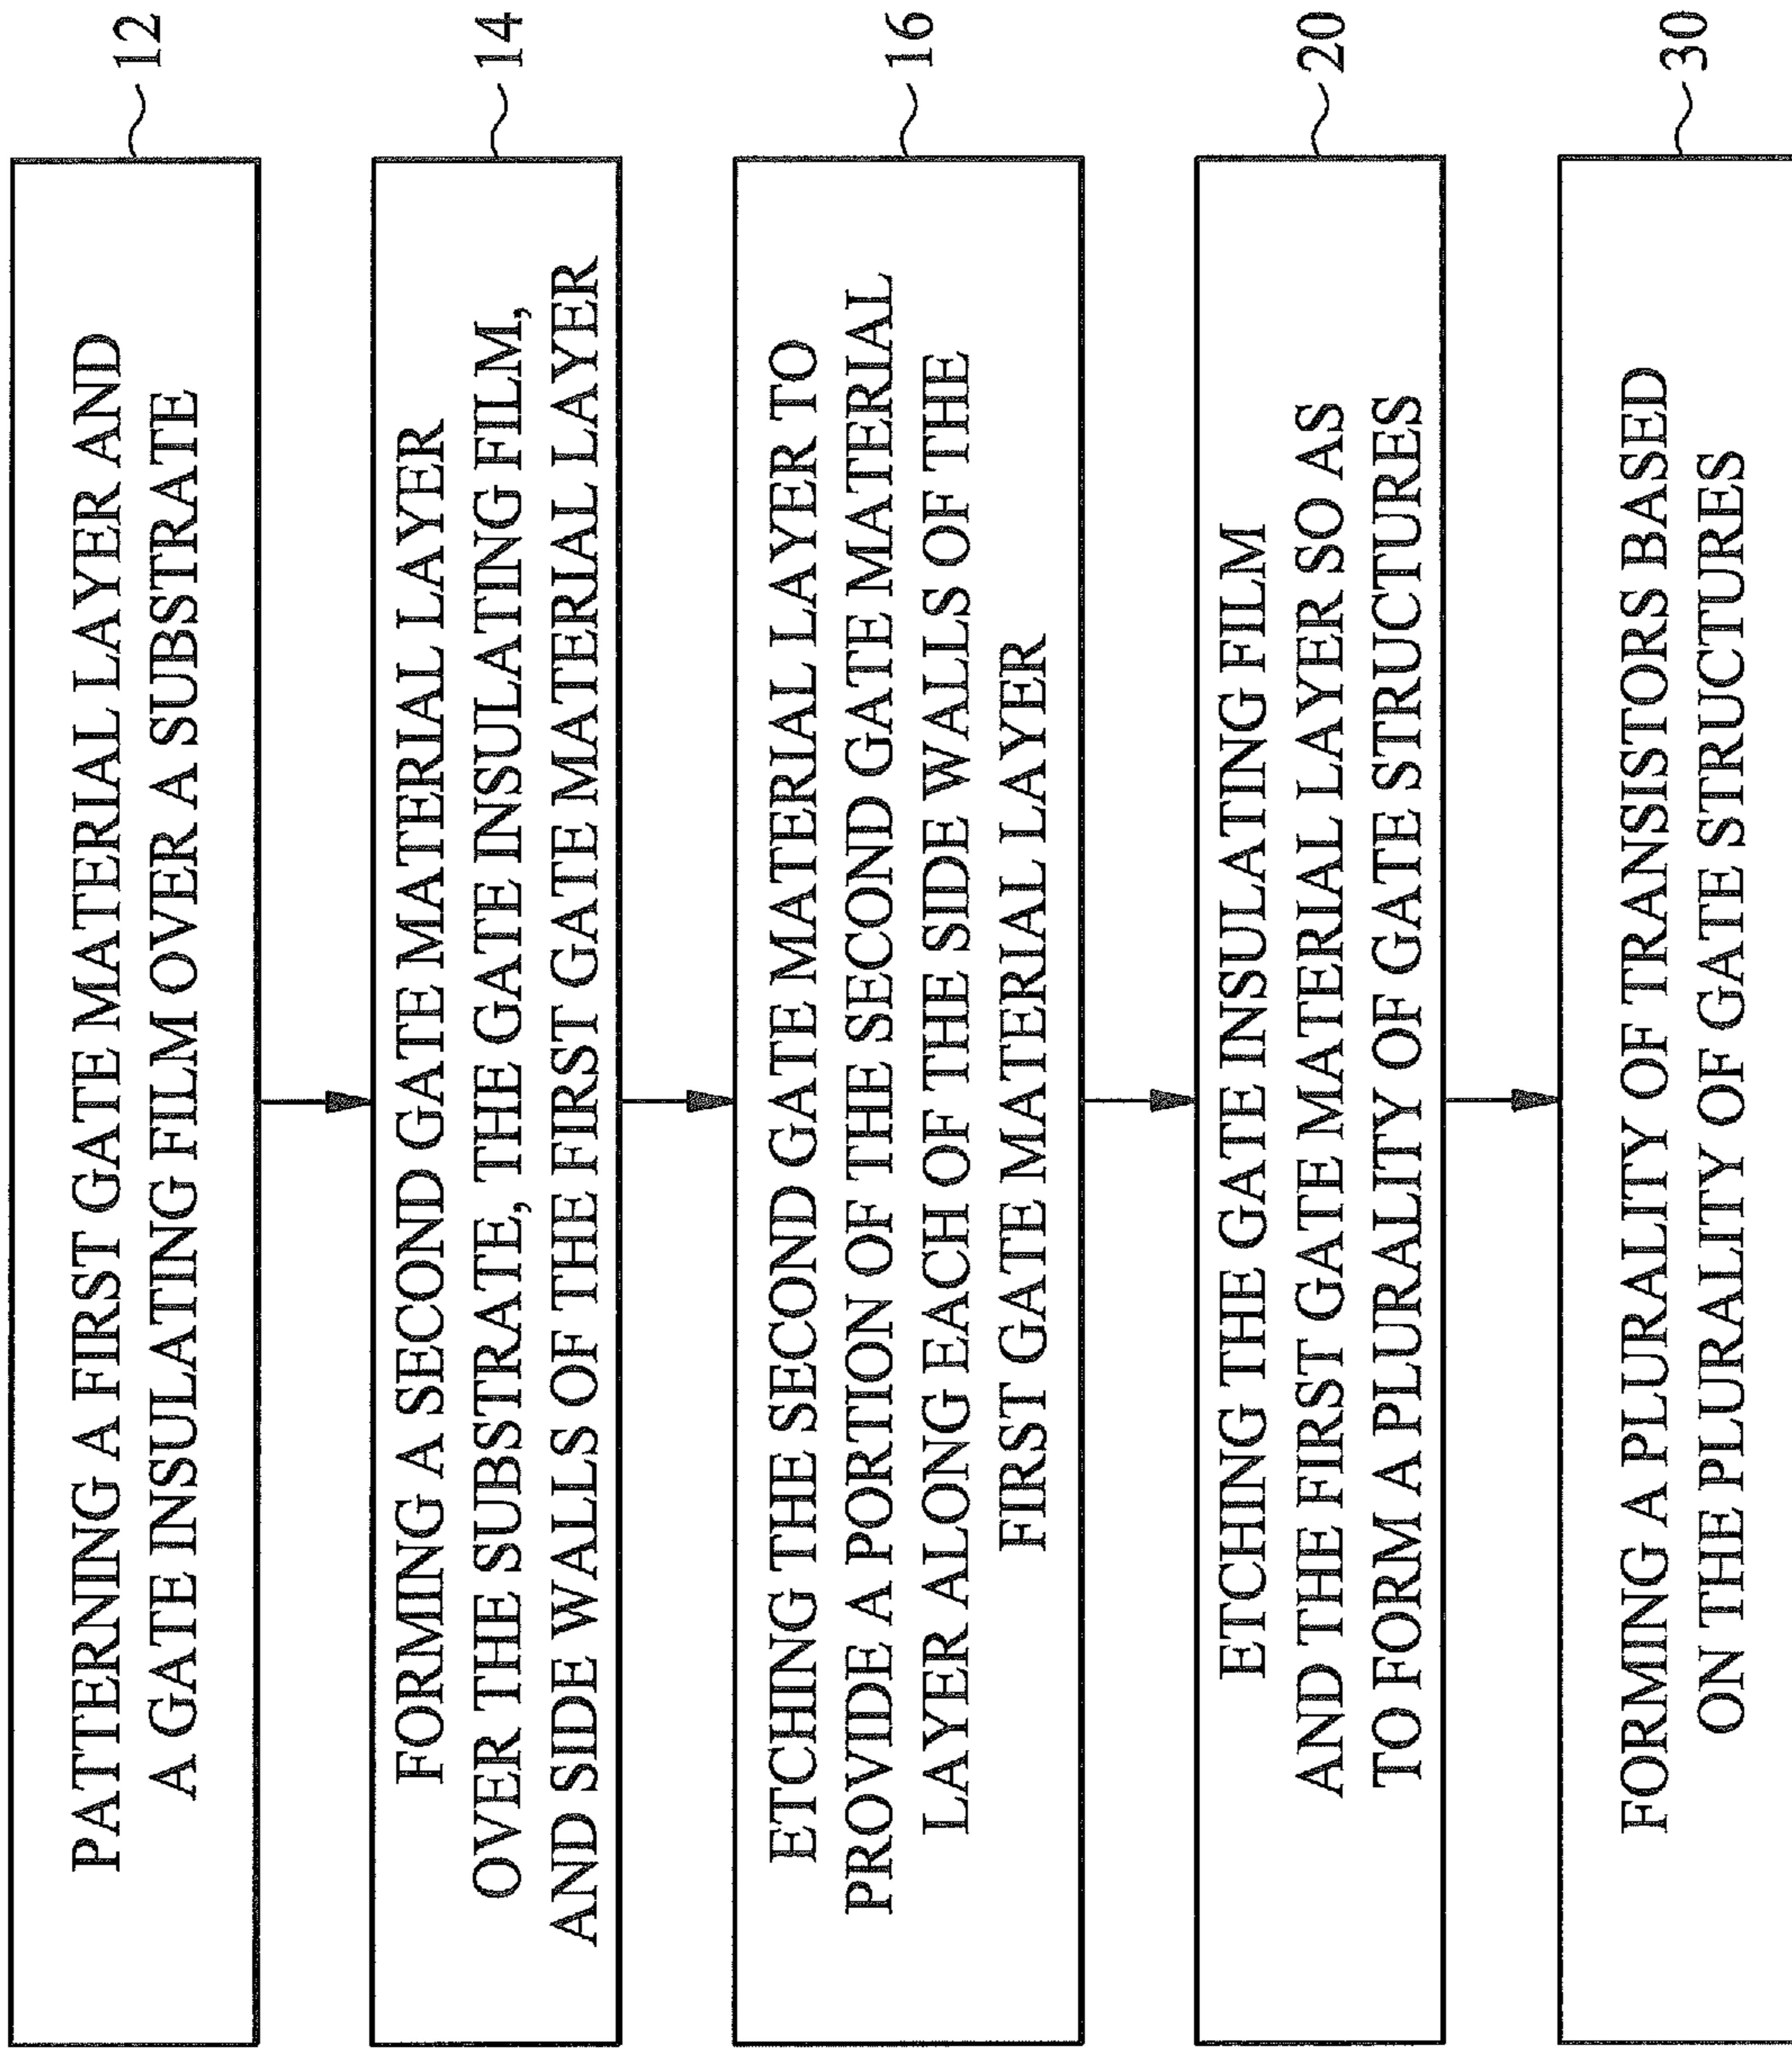 PATTERNING A FIRST GATE MATERIAL LAYER AND
A GATE INSULATING FILM OVER A SUBSTRATE
12
FORMING A SECOND GATE MATERIAL LAYER
OVER THE SUBSTRATE, THE GATE INSULATING FILM,
AND SIDE WALLS OF THE FIRST GATE MATERIAL LAYER
14
ETCHING THE SECOND GATE MATERIAL LAYER TO
PROVIDE A PORTION OF THE SECOND GATE MATERIAL
LAYER ALONG EACH OF THE SIDE WALLS OF THE
FIRST GATE MATERIAL LAYER
16
ETCHING THE GATE INSULATING FILM
AND THE FIRST GATE MATERIAL LAYER SO AS
TO FORM A PLURALITY OF GATE STRUCTURES
20
FORMING A PLURALITY OF TRANSISTORS BASED
ON THE PLURALITY OF GATE STRUCTURES
30